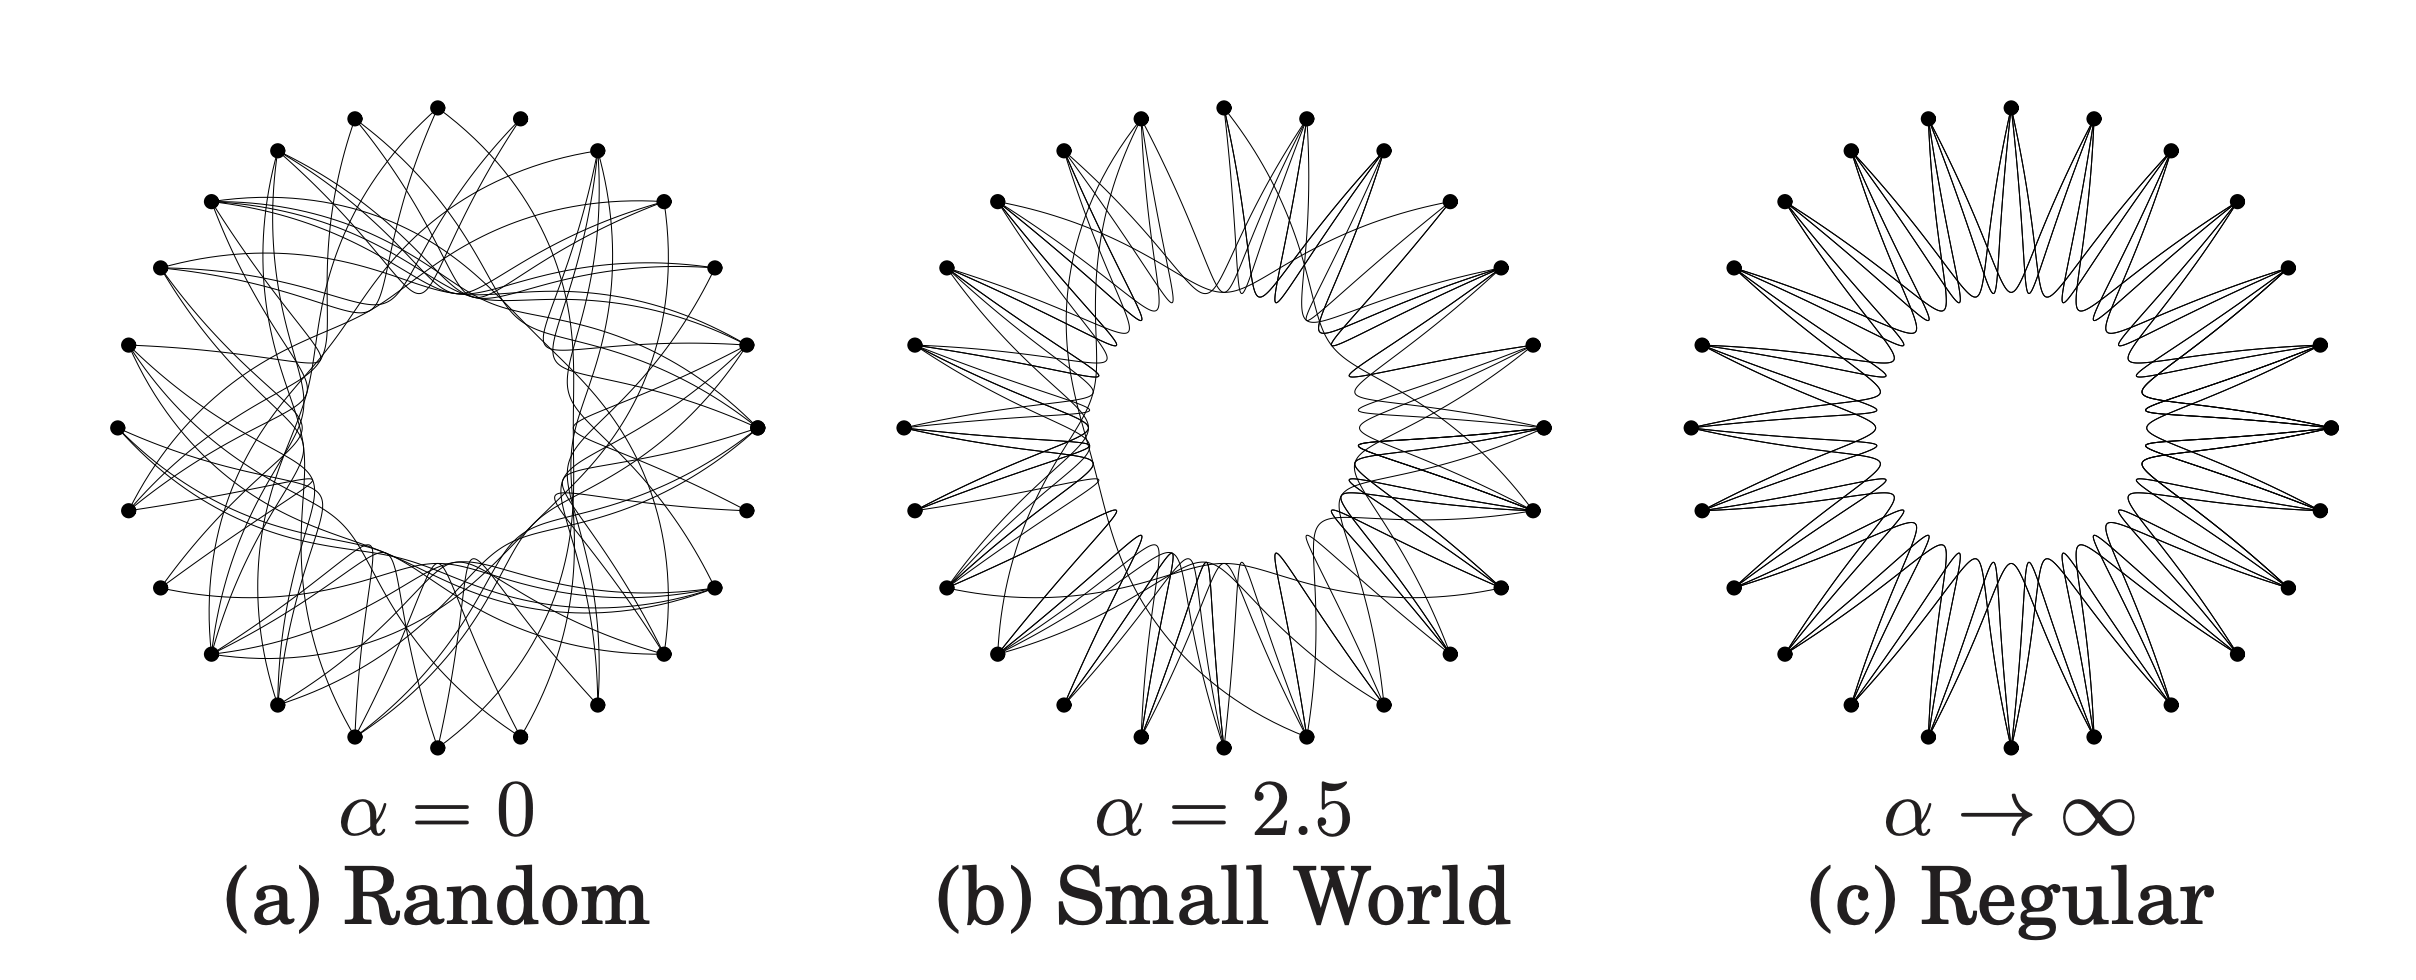 α = 0
(a) Random
α = 2.5
(b) Small World
α → ∞
(c) Regular